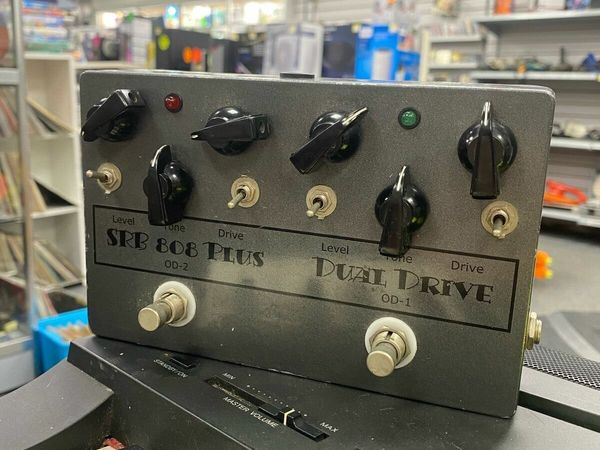 Level Tone Drive
SRB 808 PLUS
OD-2
Level Tone Drive
DUAL DRIVE
OD-1
STANDBY/ON
MIN
MASTER VOLUME
MAX